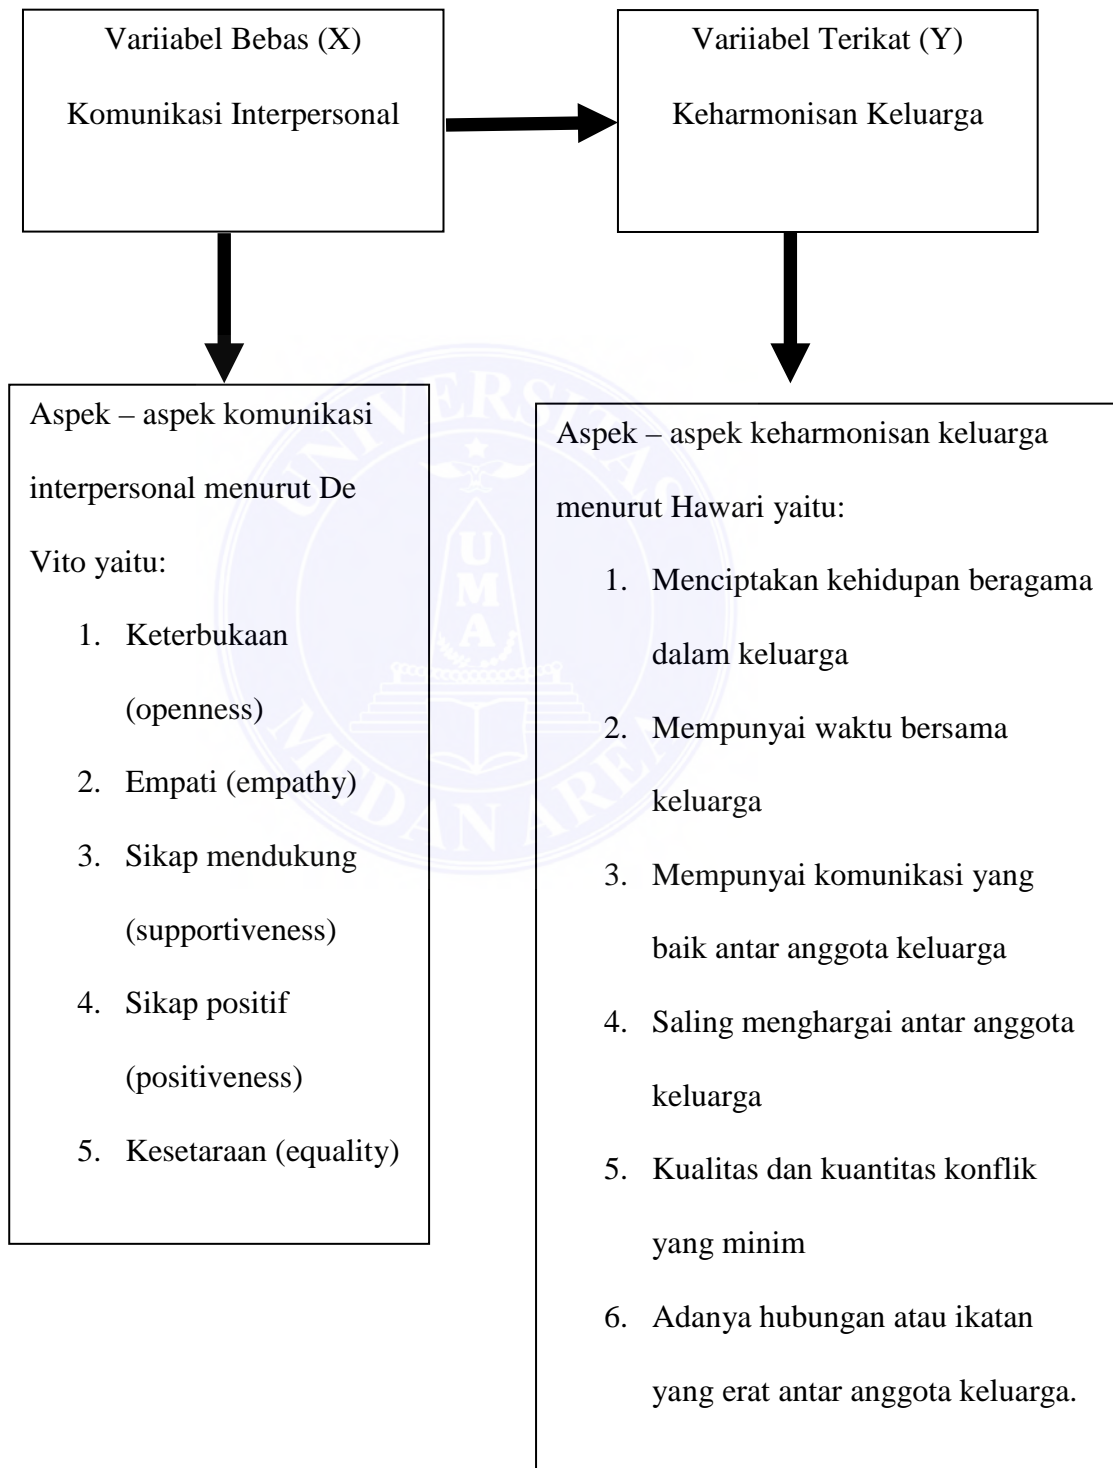 Variiabel Bebas (X)
Komunikasi Interpersonal
Variiabel Terikat (Y)
Keharmonisan Keluarga
Aspek – aspek komunikasi
interpersonal menurut De
Vito yaitu:
1. Keterbukaan
(openness)
2. Empati (empathy)
3. Sikap mendukung
(supportiveness)
4. Sikap positif
(positiveness)
5. Kesetaraan (equality)
Aspek – aspek keharmonisan keluarga
menurut Hawari yaitu:
1. Menciptakan kehidupan beragama
dalam keluarga
2. Mempunyai waktu bersama
keluarga
3. Mempunyai komunikasi yang
baik antar anggota keluarga
4. Saling menghargai antar anggota
keluarga
5. Kualitas dan kuantitas konflik
yang minim
6. Adanya hubungan atau ikatan
yang erat antar anggota keluarga.
UNIVERSITAS
UMA
MEDAN AREA